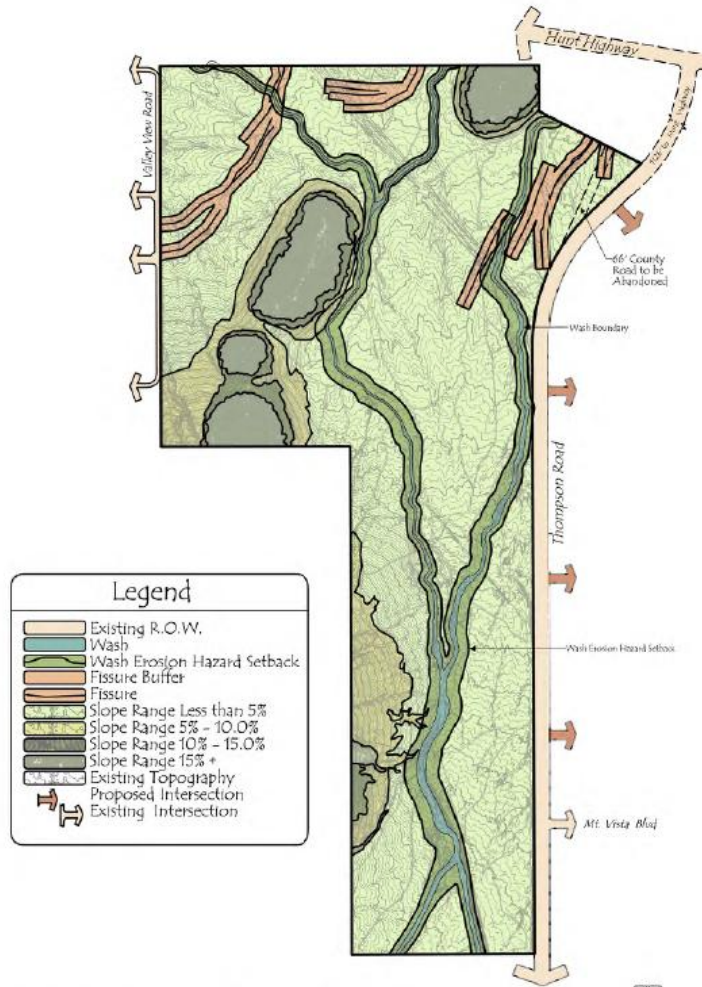 Hunt Highway
Valley View Road
66' County
Road to be
Abandoned
Wash Boundary
Thompson Road
Legend
Existing R.O.W.
Wash
Wash Erosion Hazard Setback
Fissure Buffer
Fissure
Slope Range Less than 5%
Slope Range 5% - 10.0%
Slope Range 10% - 15.0%
Slope Range 15% +
Existing Topography
Proposed Intersection
Existing Intersection
Wash Erosion Hazard Setback
Mt. Vista Blvd